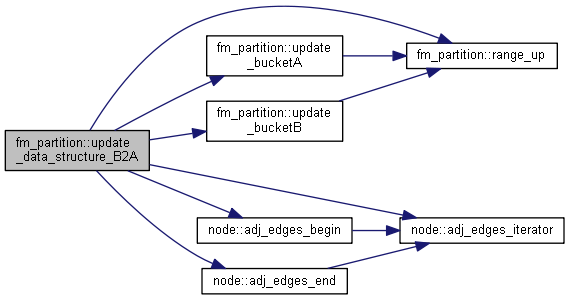 fm_partition::update
_data_structure_B2A
fm_partition::update
_bucketA
fm_partition::range_up
fm_partition::update
_bucketB
node::adj_edges_begin
node::adj_edges_iterator
node::adj_edges_end